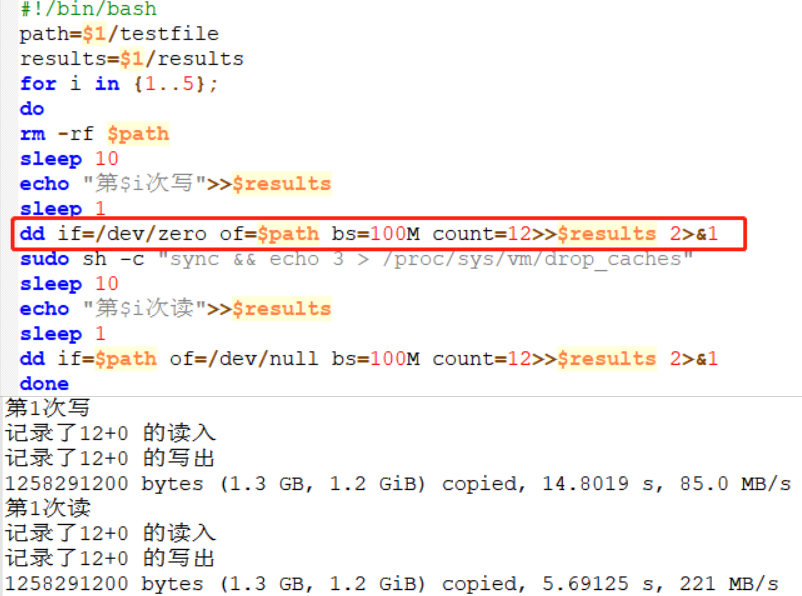 #!/bin/bash
path=$1/testfile
results=$1/results
for i in {1..5};
do
rm -rf $path
sleep 10
echo "第$i次写">>$results
sleep 1
dd if=/dev/zero of=$path bs=100M count=12>>$results 2>&1
sudo sh -c "sync && echo 3 > /proc/sys/vm/drop_caches"
sleep 10
echo "第$i次读">>$results
sleep 1
dd if=$path of=/dev/null bs=100M count=12>>$results 2>&1
done
第1次写
记录了12+0 的读入
记录了12+0 的写出
1258291200 bytes (1.3 GB, 1.2 GiB) copied, 14.8019 s, 85.0 MB/s
第1次读
记录了12+0 的读入
记录了12+0 的写出
1258291200 bytes (1.3 GB, 1.2 GiB) copied, 5.69125 s, 221 MB/s